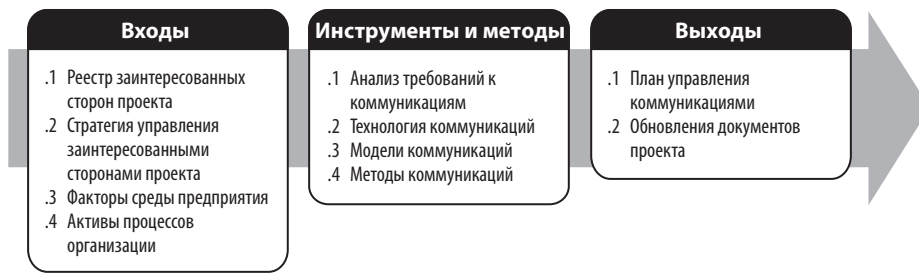 Входы
.1 Реестр заинтересованных
сторон проекта
.2 Стратегия управления
заинтересованными
сторонами проекта
.3 Факторы среды предприятия
.4 Активы процессов
организации
Инструменты и методы
.1 Анализ требований к
коммуникациям
.2 Технология коммуникаций
.3 Модели коммуникаций
.4 Методы коммуникаций
Выходы
.1 План управления
коммуникациями
.2 Обновления документов
проекта